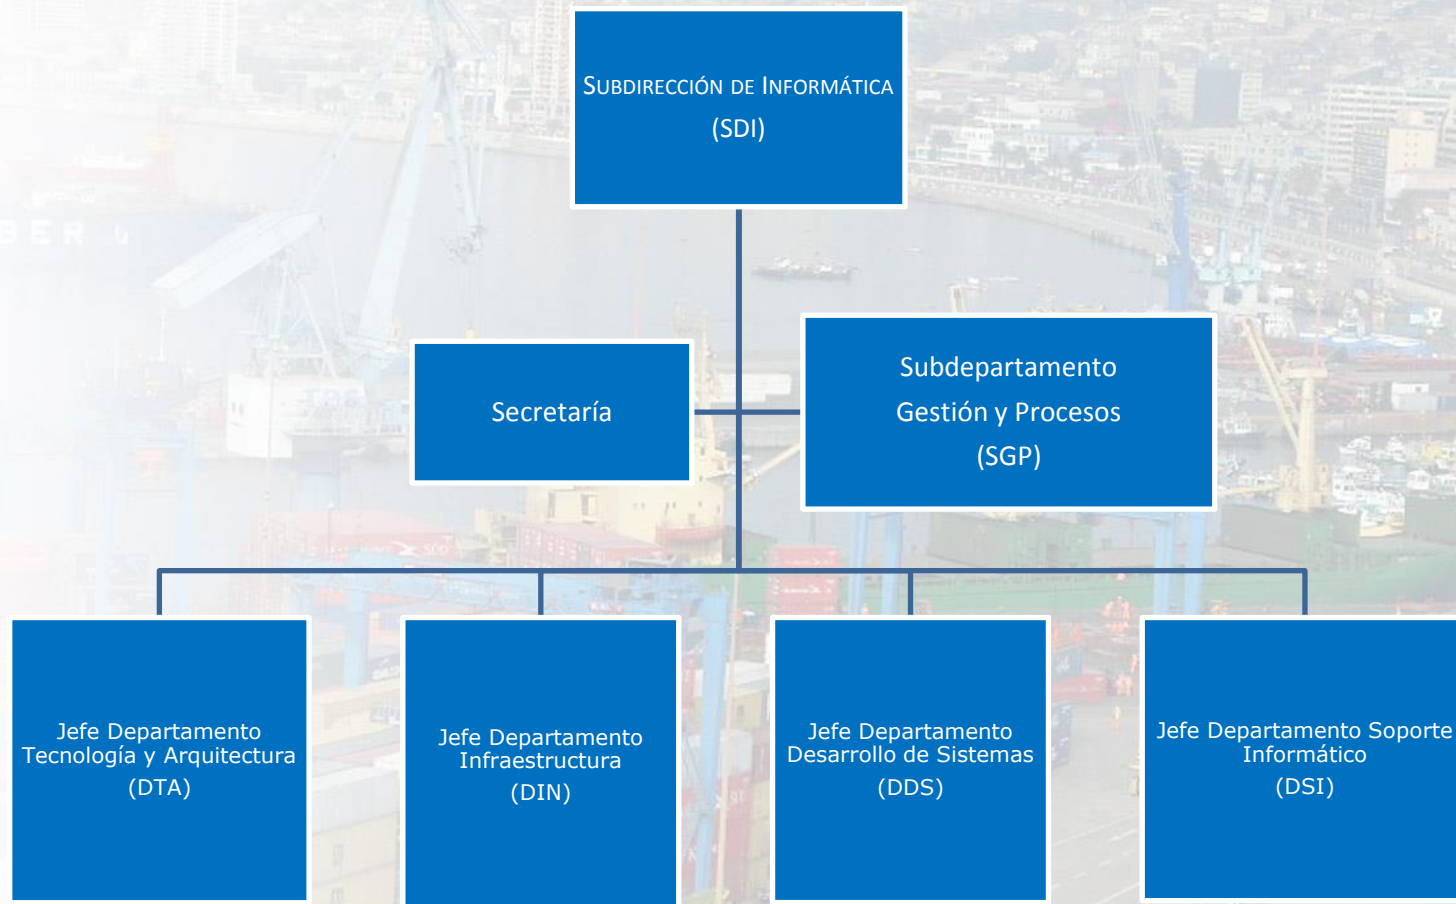 SUBDIRECCIÓN DE INFORMÁTICA
(SDI)
Secretaría
Subdepartamento
Gestión y Procesos
(SGP)
Jefe Departamento
Tecnología y Arquitectura
(DTA)
Jefe Departamento
Infraestructura
(DIN)
Jefe Departamento
Desarrollo de Sistemas
(DDS)
Jefe Departamento Soporte
Informático
(DSI)